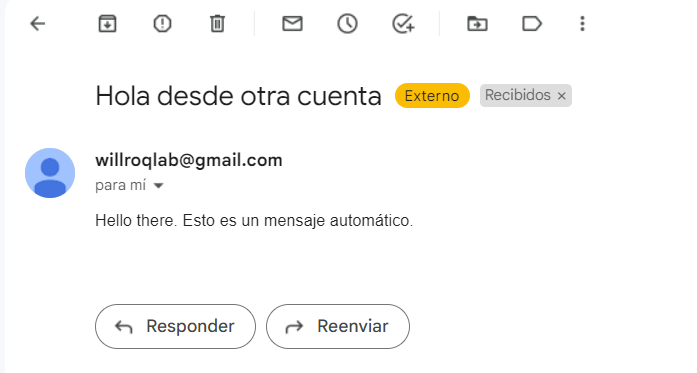 Hola desde otra cuenta Externo Recibidos ×
willroqlab@gmail.com
para mí
Hello there. Esto es un mensaje automático.
Responder Reenviar